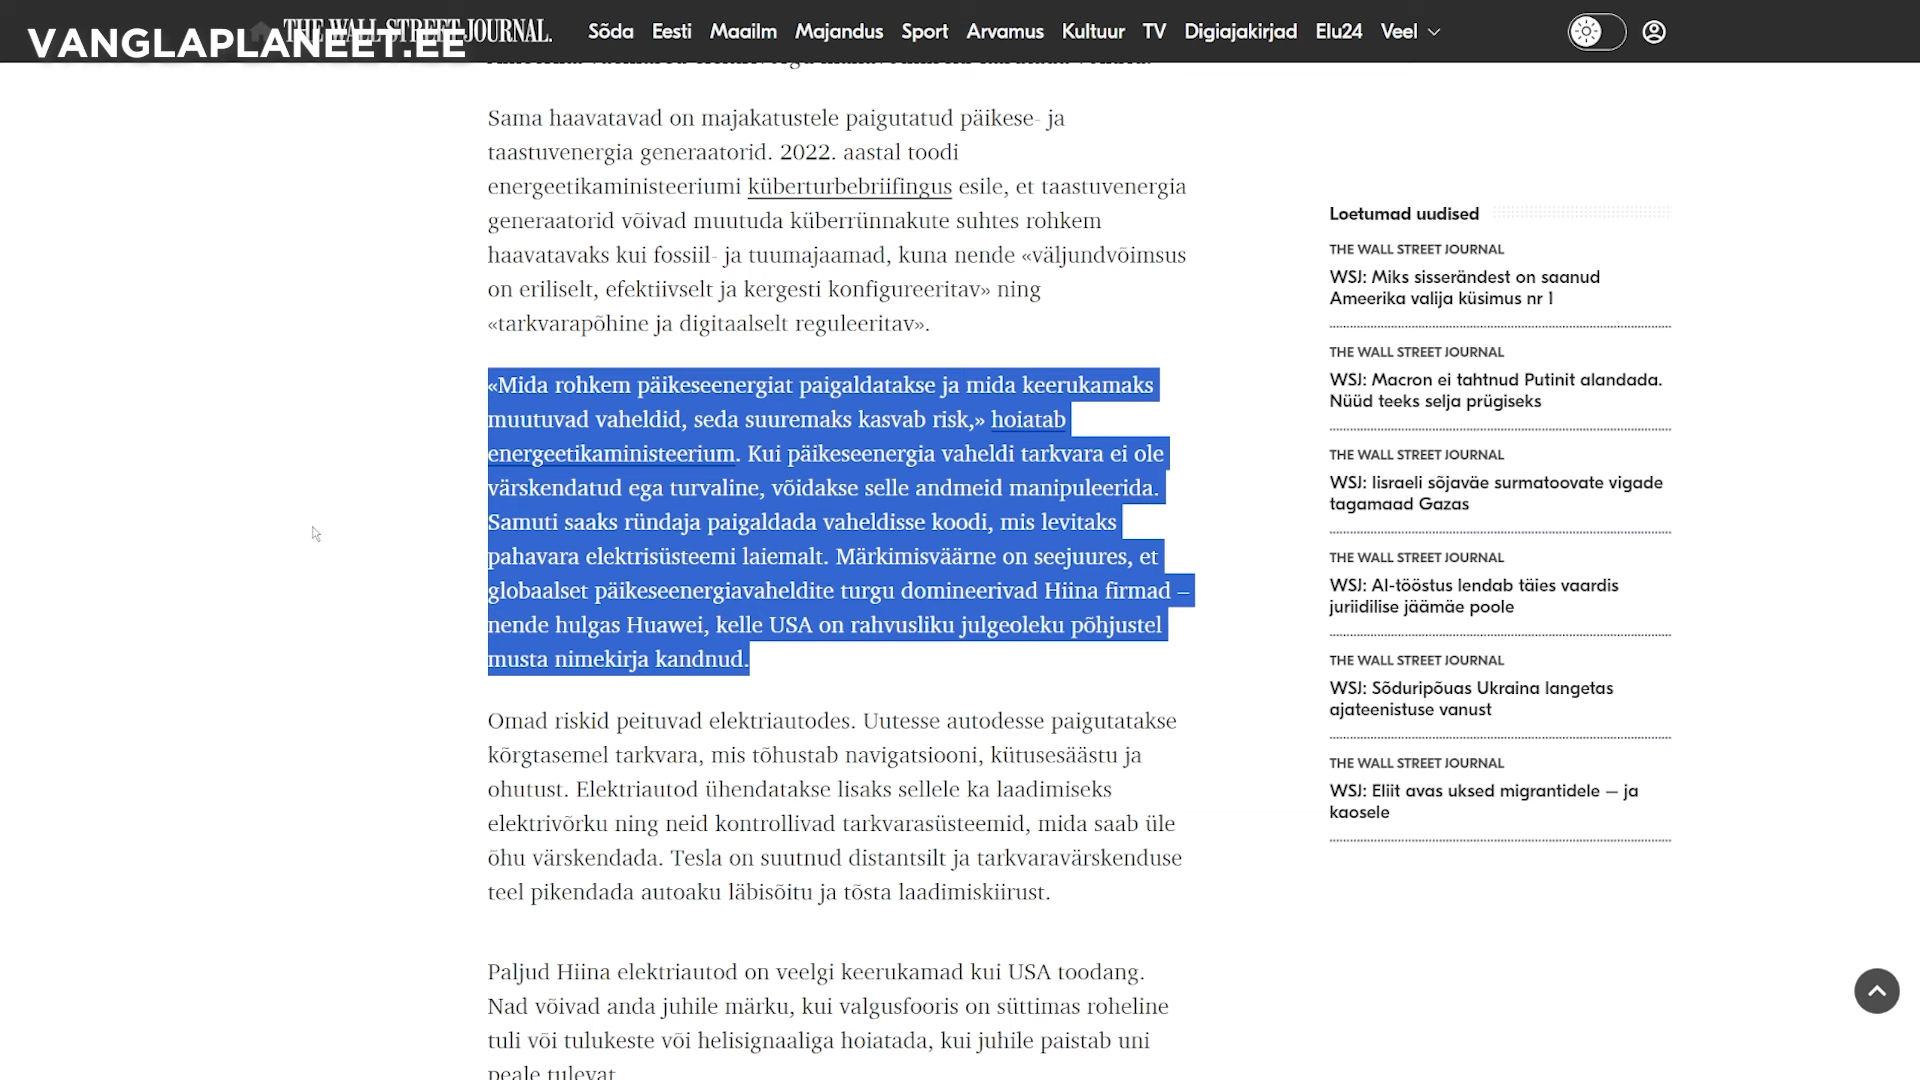 VANGLAPLANEET.EE
THE WALL STREET JOURNAL.
Sõda Eesti Maailm Majandus Sport Arvamus Kultuur TV Digiajakirjad Elu24 Veel
Sama haavatavad on majakatustele paigutatud päikese- ja
taastuvenergia generaatorid. 2022. aastal toodi
energeetikaministeeriumi küberturbebriifingus esile, et taastuvenergia
generaatorid võivad muutuda küberrünnakute suhtes rohkem
haavatavaks kui fossiil- ja tuumajaamad, kuna nende «väljundvõimsus
on eriliselt, efektiivselt ja kergesti konfigureeritav» ning
«tarkvarapõhine ja digitaalselt reguleeritav».
«Mida rohkem päikeseenergiat paigaldatakse ja mida keerukamaks
muutuvad vaheldid, seda suuremaks kasvab risk,» hoiatab
energeetikaministeerium. Kui päikeseenergia vaheldi tarkvara ei ole
värskendatud ega turvaline, võidakse selle andmeid manipuleerida.
Samuti saaks ründaja paigaldada vaheldisse koodi, mis levitaks
pahavara elektrisüsteemi laiemalt. Märkimisväärne on seejuures, et
globaalset päikeseenergiavaheldite turgu domineerivad Hiina firmad –
nende hulgas Huawei, kelle USA on rahvusliku julgeoleku põhjustel
musta nimekirja kandnud.
Omad riskid peituvad elektriautodes. Uutesse autodesse paigutatakse
kõrgtasemel tarkvara, mis tõhustab navigatsiooni, kütusesäästu ja
ohutust. Elektriautod ühendatakse lisaks sellele ka laadimiseks
elektrivõrku ning neid kontrollivad tarkvarasüsteemid, mida saab üle
õhu värskendada. Tesla on suutnud distantsilt ja tarkvaravärskenduse
teel pikendada autoaku läbisõitu ja tõsta laadimiskiirust.
Paljud Hiina elektriautod on veelgi keerukamad kui USA toodang.
Nad võivad anda juhile märku, kui valgusfooris on süttimas roheline
tuli või tulukeste või helisignaaliga hoiatada, kui juhile paistab uni
peale tulevat
Loetumad uudised
THE WALL STREET JOURNAL
WSJ: Miks sisserändest on saanud
Ameerika valija küsimus nr 1
THE WALL STREET JOURNAL
WSJ: Macron ei tahtnud Putinit alandada.
Nüüd teeks selja prügiseks
THE WALL STREET JOURNAL
WSJ: Iisraeli sõjaväe surmatoovate vigade
tagamaad Gazas
THE WALL STREET JOURNAL
WSJ: AI-tööstus lendab täies vaardis
juriidilise jäämäe poole
THE WALL STREET JOURNAL
WSJ: Sõduripõuas Ukraina langetas
ajateenistuse vanust
THE WALL STREET JOURNAL
WSJ: Eliit avas uksed migrantidele – ja
kaosele